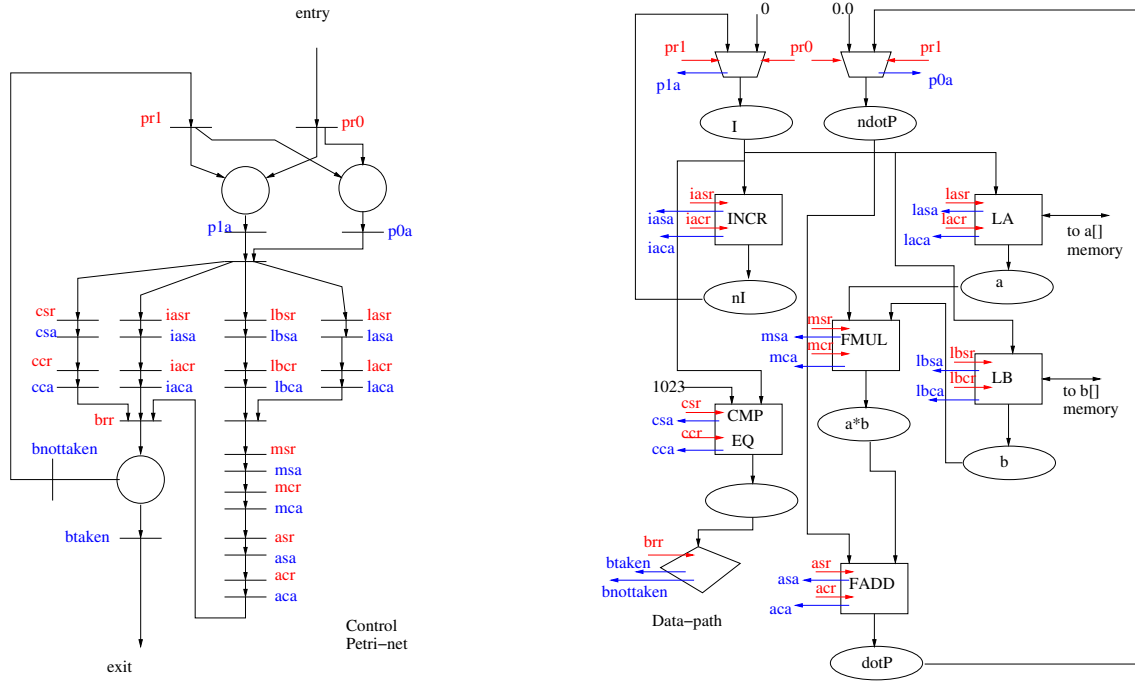 entry
pr1
pr0
p1a
p0a
csr
iasr
lbsr
lasr
csa
iasa
lbsa
lasa
ccr
iacr
lbcr
lacr
cca
iaca
lbca
laca
brr
bnottaken
msr
msa
mcr
mca
btaken
asr
asa
acr
aca
exit
Control
Petri-net
0
0.0
pr1
pr0
pr1
p1a
p0a
I
ndotP
iasr
iasa
iacr
iaca
INCR
lasr
lasa
lacr
laca
LA
to a[]
memory
nI
a
msr
msa
mcr
mca
FMUL
lbsr
lbsa
lbcr
lbca
LB
to b[]
memory
1023
csr
csa
ccr
cca
CMP
EQ
a*b
b
brr
btaken
bnottaken
asr
asa
acr
aca
FADD
Data-path
dotP